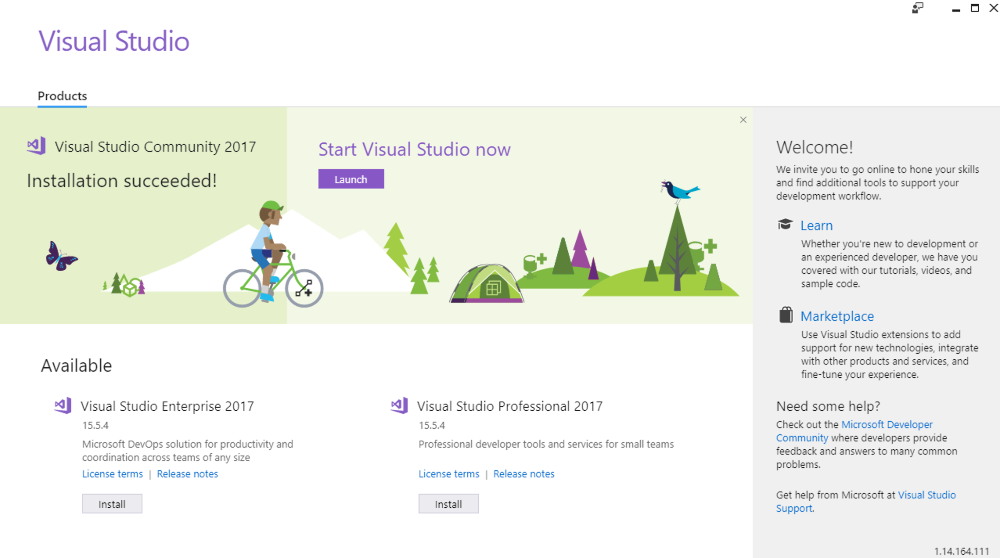 Visual Studio
Products
Visual Studio Community 2017
Installation succeeded!
Start Visual Studio now
Launch
Available
Visual Studio Enterprise 2017
15.5.4
Microsoft DevOps solution for productivity and
coordination across teams of any size
License terms | Release notes
Install
Visual Studio Professional 2017
15.5.4
Professional developer tools and services for small teams
License terms | Release notes
Install
Welcome!
We invite you to go online to hone your skills
and find additional tools to support your
development workflow.
Learn
Whether you're new to development or
an experienced developer, we have you
covered with our tutorials, videos, and
sample code.
Marketplace
Use Visual Studio extensions to add
support for new technologies, integrate
with other products and services, and
fine-tune your experience.
Need some help?
Check out the Microsoft Developer
Community where developers provide
feedback and answers to many common
problems.
Get help from Microsoft at Visual Studio
Support.
1.14.164.111